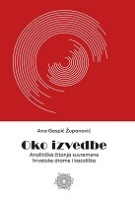 Ana Gospić Županović
Oko izvedbe
Analitička čitanja suvremene
hrvatske drame i kazališta